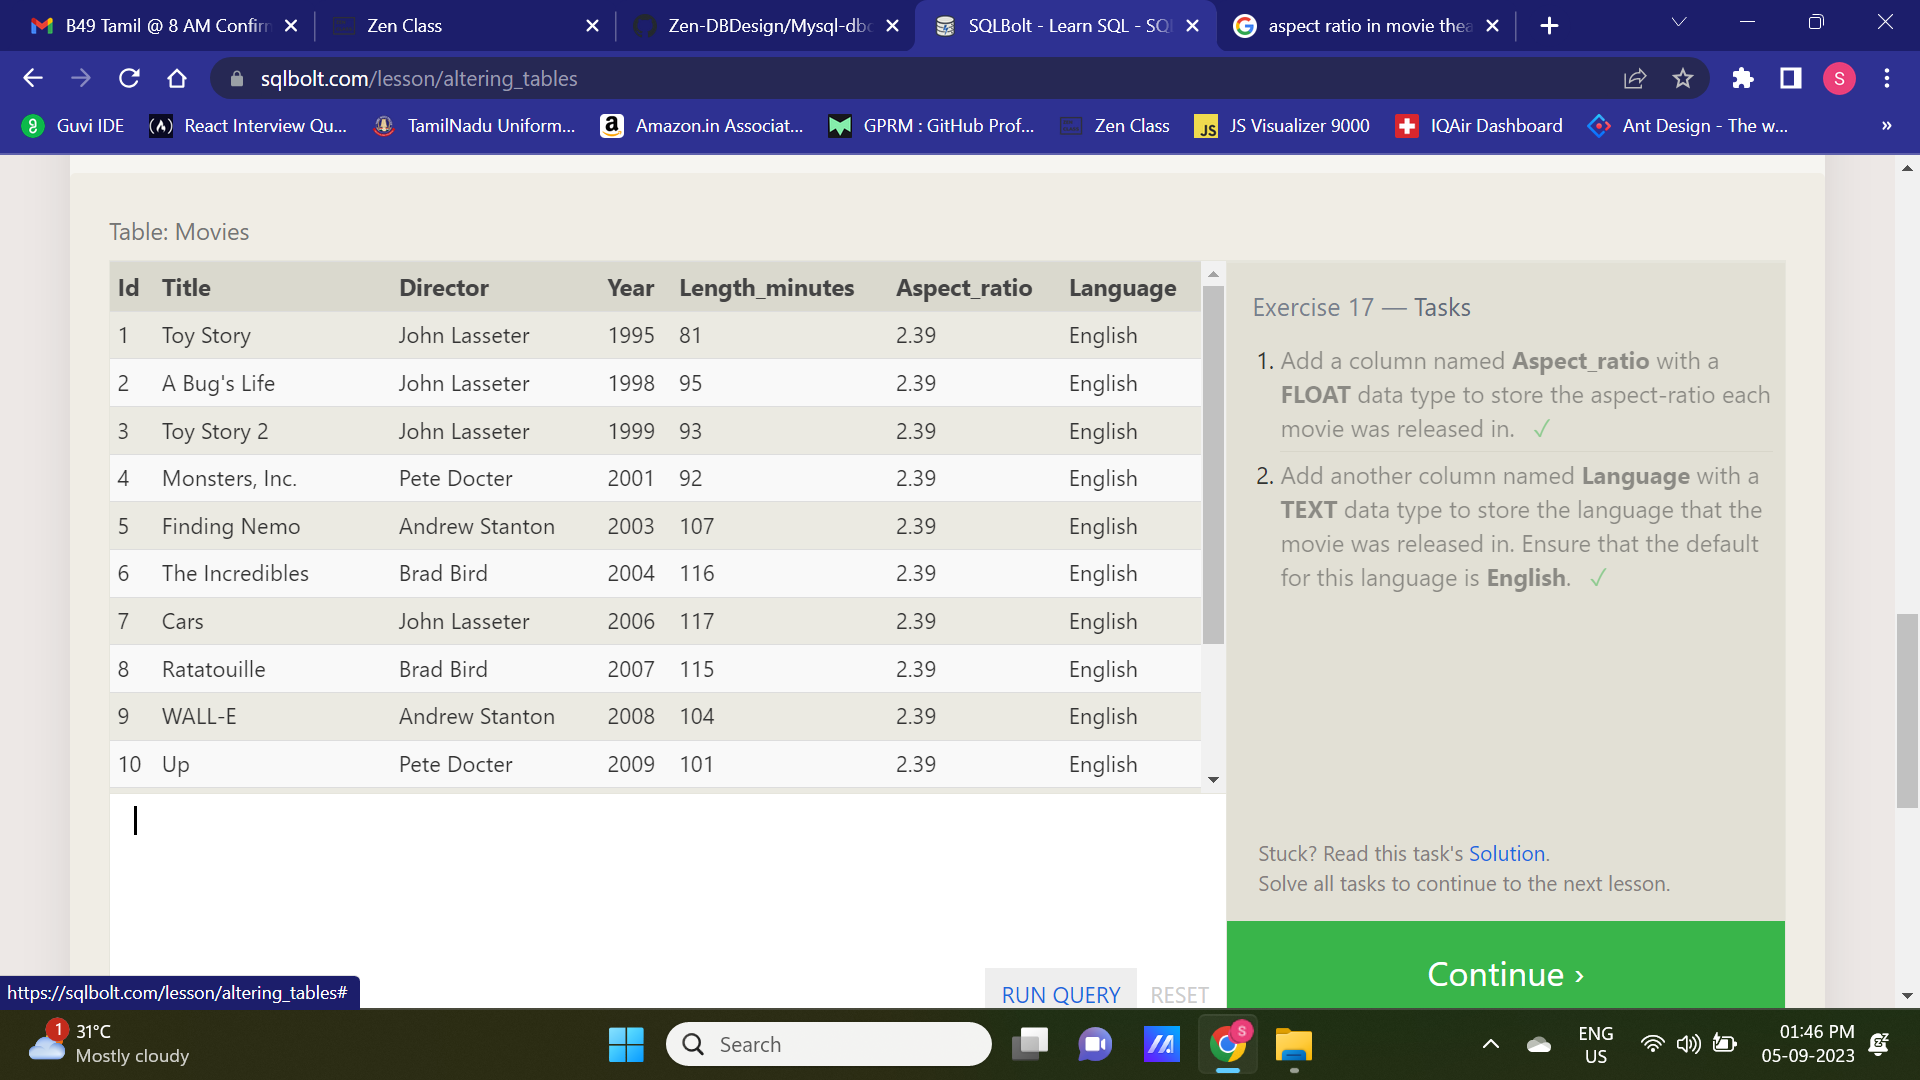 B49 Tamil @ 8 AM Confirm
Zen Class
Zen-DBDesign/Mysql-dbd
SQLBolt - Learn SQL - SQ
aspect ratio in movie thea
sqlbolt.com/lesson/altering_tables
S
Guvi IDE
React Interview Qu...
TamilNadu Uniform...
Amazon.in Associat...
GPRM : GitHub Prof...
Zen Class
JS Visualizer 9000
IQAir Dashboard
Ant Design - The w...
»
Table: Movies
Id Title Director Year Length_minutes Aspect_ratio Language
1 Toy Story John Lasseter 1995 81 2.39 English
2 A Bug's Life John Lasseter 1998 95 2.39 English
3 Toy Story 2 John Lasseter 1999 93 2.39 English
4 Monsters, Inc. Pete Docter 2001 92 2.39 English
5 Finding Nemo Andrew Stanton 2003 107 2.39 English
6 The Incredibles Brad Bird 2004 116 2.39 English
7 Cars John Lasseter 2006 117 2.39 English
8 Ratatouille Brad Bird 2007 115 2.39 English
9 WALL-E Andrew Stanton 2008 104 2.39 English
10 Up Pete Docter 2009 101 2.39 English
Exercise 17 — Tasks
1. Add a column named Aspect_ratio with a
FLOAT data type to store the aspect-ratio each
movie was released in. ✓
2. Add another column named Language with a
TEXT data type to store the language that the
movie was released in. Ensure that the default
for this language is English. ✓
Stuck? Read this task's Solution.
Solve all tasks to continue to the next lesson.
Continue ›
RUN QUERY RESET
https://sqlbolt.com/lesson/altering_tables#
1
31°C
Mostly cloudy
Search
S
ENG
US
01:46 PM
05-09-2023